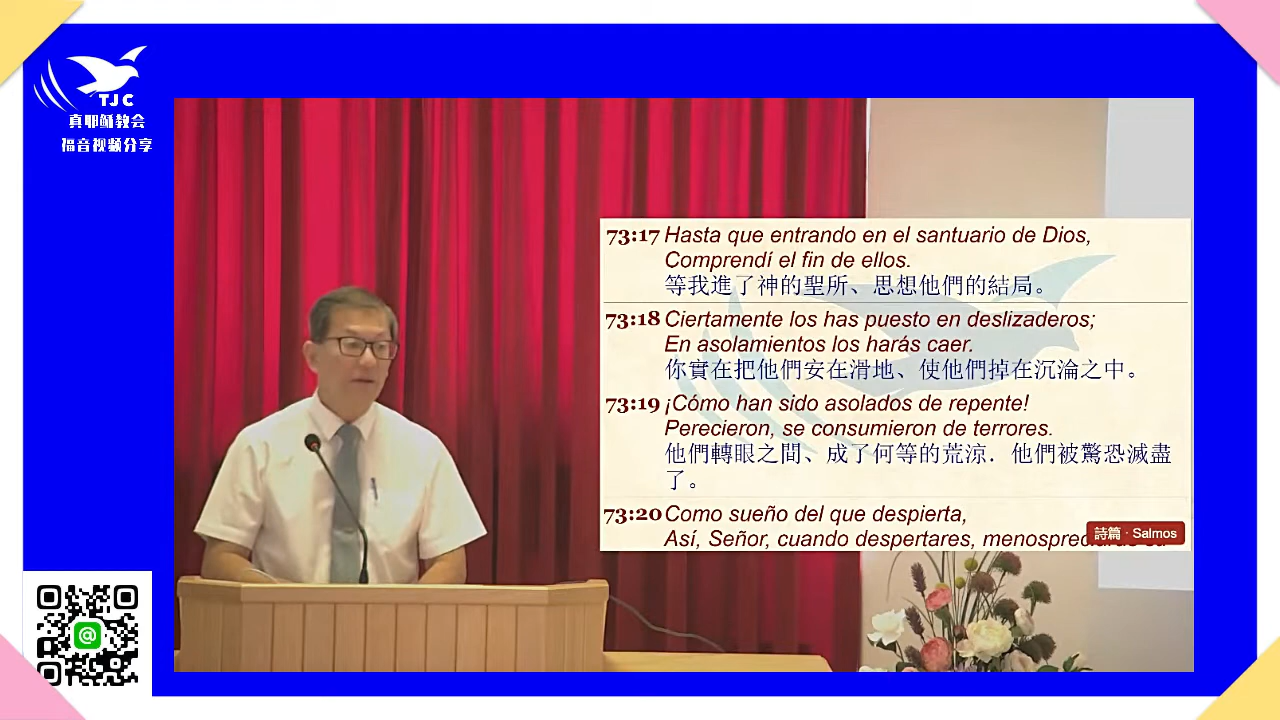 TJC
真耶穌教会
福音视频分享
73:17 Hasta que entrando en el santuario de Dios,
Comprendí el fin de ellos.
等我進了神的聖所、思想他們的結局。
73:18 Ciertamente los has puesto en deslizaderos;
En asolamientos los harás caer.
你實在把他們安在滑地、使他們掉在沉淪之中。
73:19 ¡Cómo han sido asolados de repente!
Perecieron, se consumieron de terrores.
他們轉眼之間、成了何等的荒涼．他們被驚恐滅盡
了。
73:20 Como sueño del que despierta,
Así, Señor, cuando despertares,
詩篇 · Salmos